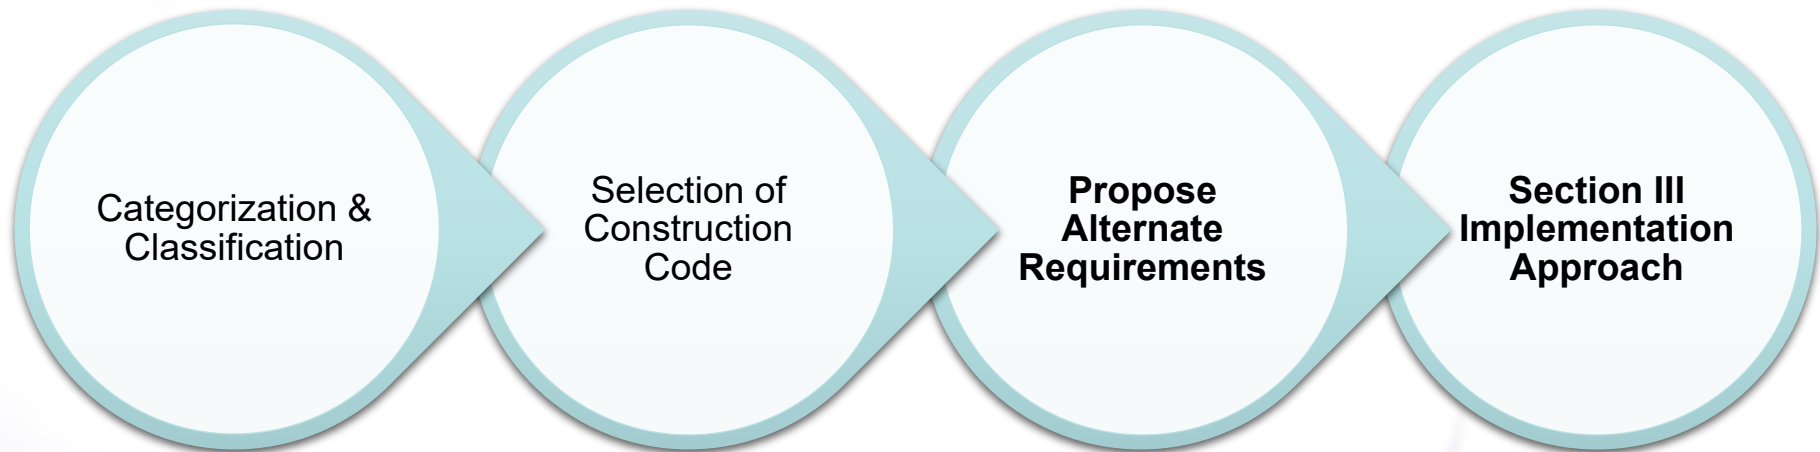 Categorization &
Classification
Selection of
Construction
Code
Propose
Alternate
Requirements
Section III
Implementation
Approach